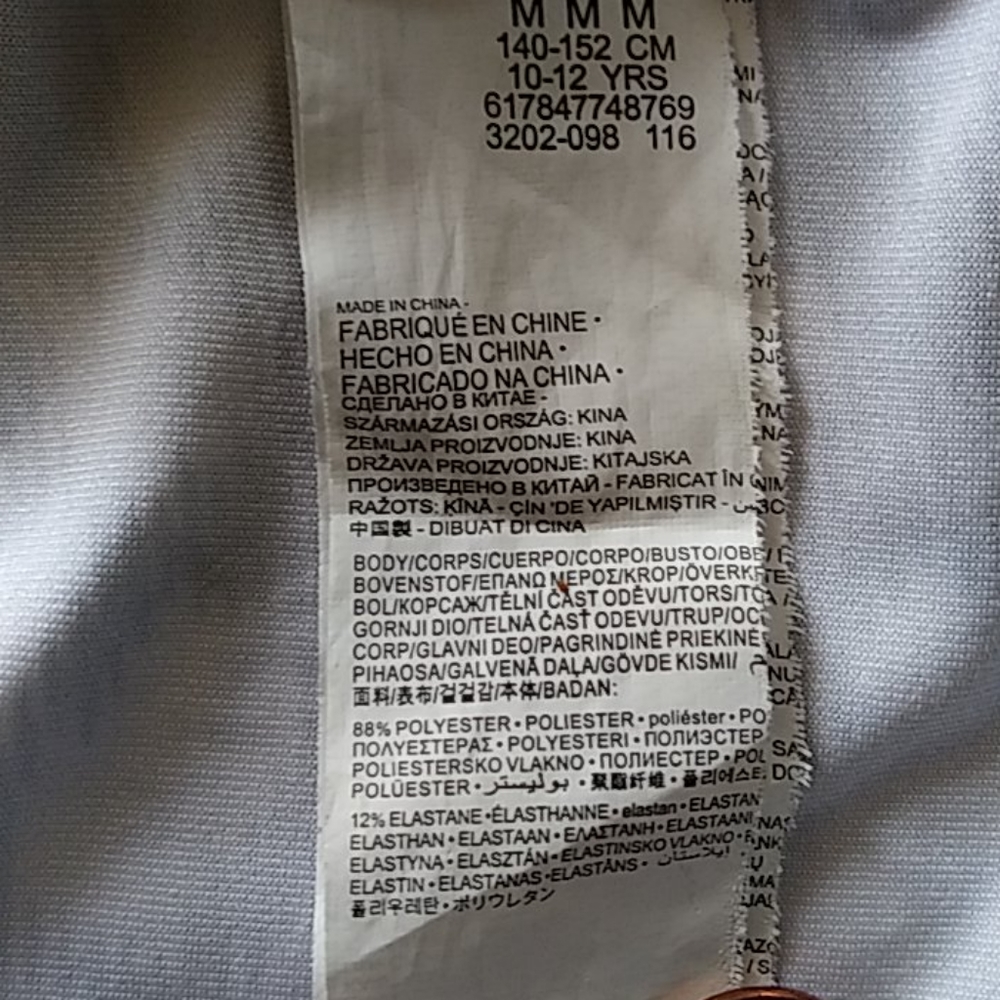 M M M
140-152 CM
10-12 YRS
617847748769
3202-098 116
MADE IN CHINA -
FABRIQUÉ EN CHINE •
HECHO EN CHINA •
FABRICADO NA CHINA •
СДЕЛАНО В КИТАЕ -
SZÁRMAZÁSI ORSZÁG: KINA
ZEMLJA PROIZVODNJE: KINA
DRŽAVA PROIZVODNJE: KITAJSKA
ПРОИЗВЕДЕНО В КИТАЙ - FABRICAT ÎN
RAŽOTS: ĶĪNĀ - ÇIN 'DE YAPILMIŞTIR -
中国製 - DIBUAT DI CINA
BODY/CORPS/CUERPO/CORPO/BUSTO/OBE
BOVENSTOF/ΕΠΑΝΩ ΜΕΡΟΣ/KROP/ÖVERK
BOL/КОРСАЖ/TĚLNÍ ČÁST ODĚVU/TORS/
GORNJI DIO/TELNÁ ČASŤ ODEVU/TRUP/OC
CORP/GLAVNI DEO/PAGRINDINĖ PRIEKINĖ
PIHAOSA/GALVENĀ DAĻA/GÖVDE KISMI/
面料/表布/겉겉감/本体/BADAN:
88% POLYESTER • POLIESTER • poliéster • PO
ΠΟΛΥΕΣΤΕΡΑΣ • POLYESTERI • ПОЛИЭСТЕР
POLIESTERSKO VLAKNO • ПОЛИЕСТЕР • POL
POLÜESTER • بوليستر • 聚酯纤维 • 폴리에스
12% ELASTANE •ÉLASTHANNE • elastan • ELASTAN
ELASTHAN • ELASTAAN • ΕΛΑΣΤΑΝΗ • ELASTAANI
ELASTYNA • ELASZTÁN • ELASTINSKO VLAKNO •
ELASTIN • ELASTANAS •ELASTĀNS • ايلاستان
폴리우레탄 • ポリウレタン